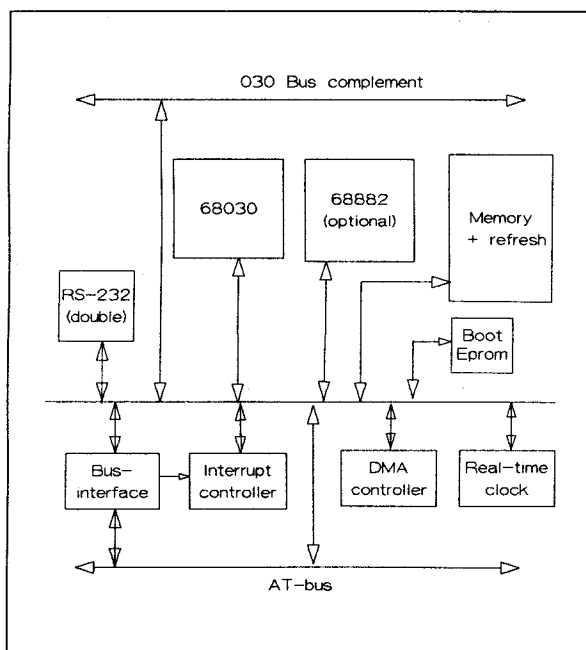 030 Bus complement
68030
68882
(optional)
Memory
+ refresh
RS-232
(double)
Boot
Eprom
Bus-
interface
Interrupt
controller
DMA
controller
Real-time
clock
AT-bus